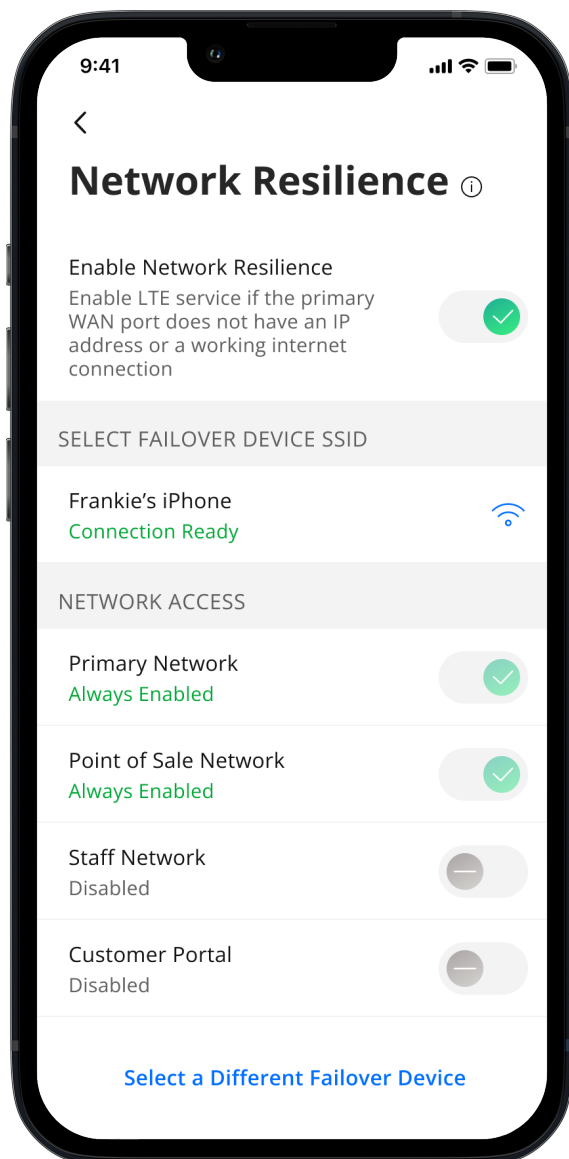 9:41
Network Resilience
Enable Network Resilience
Enable LTE service if the primary
WAN port does not have an IP
address or a working internet
connection
SELECT FAILOVER DEVICE SSID
Frankie’s iPhone
Connection Ready
NETWORK ACCESS
Primary Network
Always Enabled
Point of Sale Network
Always Enabled
Staff Network
Disabled
Customer Portal
Disabled
Select a Different Failover Device